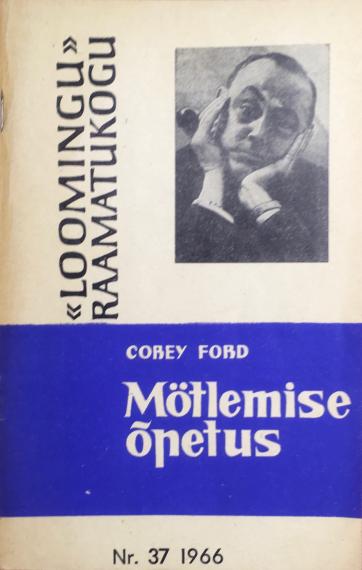 «LOOMINGU»
RAAMATUKOGU
COREY FORD
Mõtlemise
õpetus
Nr. 37 1966